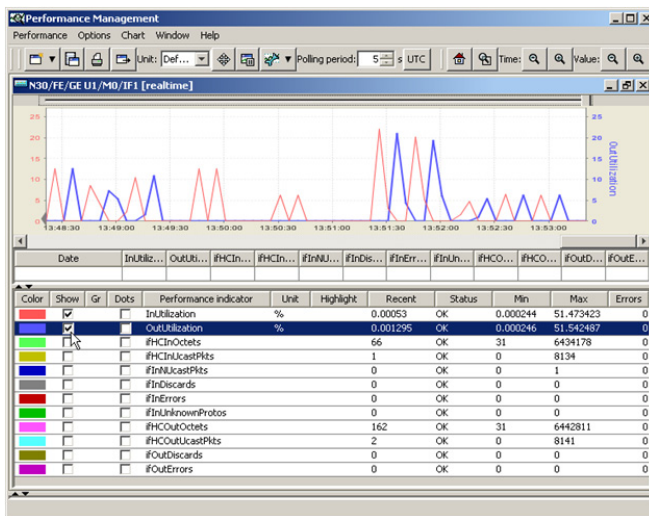 Performance Management
Performance Options Chart Window Help
Unit: Def... Polling period: 5 s UTC Time: Value:
N30/FE/GE U1/M0/IF1 [realtime]
25 25
20 20
15 15
10 10
5 5
0 0
OutUtilization
13:48:30 13:49:00 13:49:30 13:50:00 13:50:30 13:51:00 13:51:30 13:52:00 13:52:30 13:53:00
Date InUtiliz... OutUti... ifHCIn... ifHCIn... ifInNU... ifInDis... ifInErr... ifInUn... ifHCO... ifHCO... ifOutD... ifOutE...
Color Show Gr Dots Performance indicator Unit Highlight Recent Status Min Max Errors
InUtilization % 0.00053 OK 0.000244 51.473423 0
OutUtilization % 0.001295 OK 0.000246 51.542487 0
ifHCInOctets 66 OK 31 6434178 0
ifHCInUcastPkts 1 OK 0 8134 0
ifInNUcastPkts 0 OK 0 1 0
ifInDiscards 0 OK 0 0 0
ifInErrors 0 OK 0 0 0
ifInUnknownProtos 0 OK 0 0 0
ifHCOutOctets 162 OK 31 6442811 0
ifHCOutUcastPkts 2 OK 0 8141 0
ifOutDiscards 0 OK 0 0 0
ifOutErrors 0 OK 0 0 0